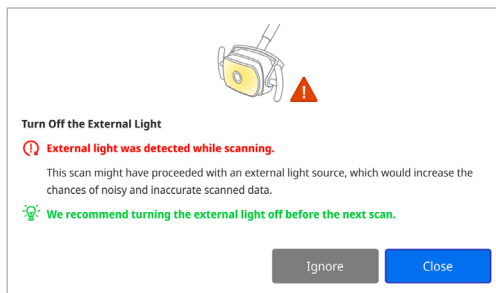 Turn Off the External Light
External light was detected while scanning.
This scan might have proceeded with an external light source, which would increase the
chances of noisy and inaccurate scanned data.
We recommend turning the external light off before the next scan.
Ignore
Close